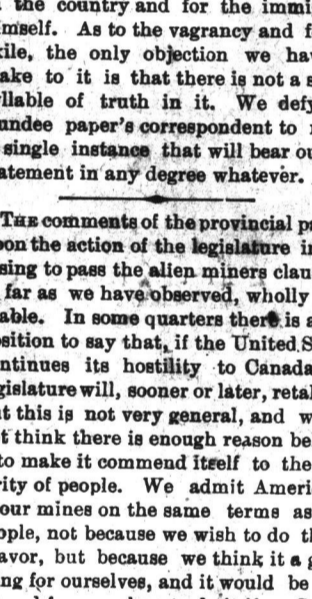 the country and for the immi
mself. As to the vagrancy and f
xile, the only objection we hav
ake to it is that there is not a s
yllable of truth in it. We defy
undee paper's correspondent to
single instance that will bear ou
atement in any degree whatever.
THE comments of the provincial p
pon the action of the legislature i
sing to pass the alien miners clau
far as we have observed, wholly
able. In some quarters there is a
osition to say that, if the United S
ntinues its hostility to Canada
gislature will, sooner or later, retal
ut this is not very general, and w
t think there is enough reason be
to make it commend itself to the
rity of people. We admit Ameri
our mines on the same terms as
ople, not because we wish to do th
avor, but because we think it a g
ng for ourselves, and it would be